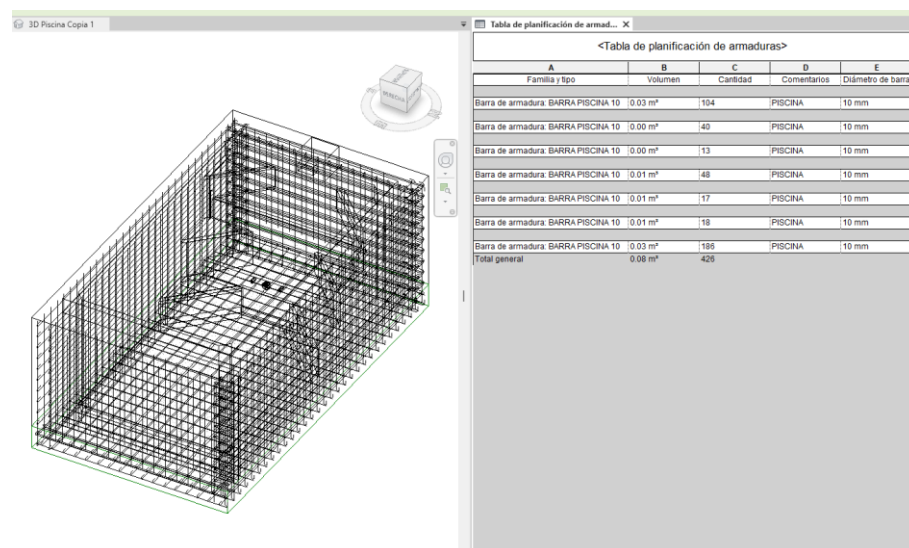 3D Piscina Copia 1
Tabla de planificación de armad... X
<Tabla de planificación de armaduras>
A B C D E
Familia y tipo Volumen Cantidad Comentarios Diámetro de barra
Barra de armadura: BARRA PISCINA 10 0.03 m³ 104 PISCINA 10 mm
Barra de armadura: BARRA PISCINA 10 0.00 m³ 40 PISCINA 10 mm
Barra de armadura: BARRA PISCINA 10 0.00 m³ 13 PISCINA 10 mm
Barra de armadura: BARRA PISCINA 10 0.01 m³ 48 PISCINA 10 mm
Barra de armadura: BARRA PISCINA 10 0.01 m³ 17 PISCINA 10 mm
Barra de armadura: BARRA PISCINA 10 0.01 m³ 18 PISCINA 10 mm
Barra de armadura: BARRA PISCINA 10 0.03 m³ 186 PISCINA 10 mm
Total general 0.08 m³ 426